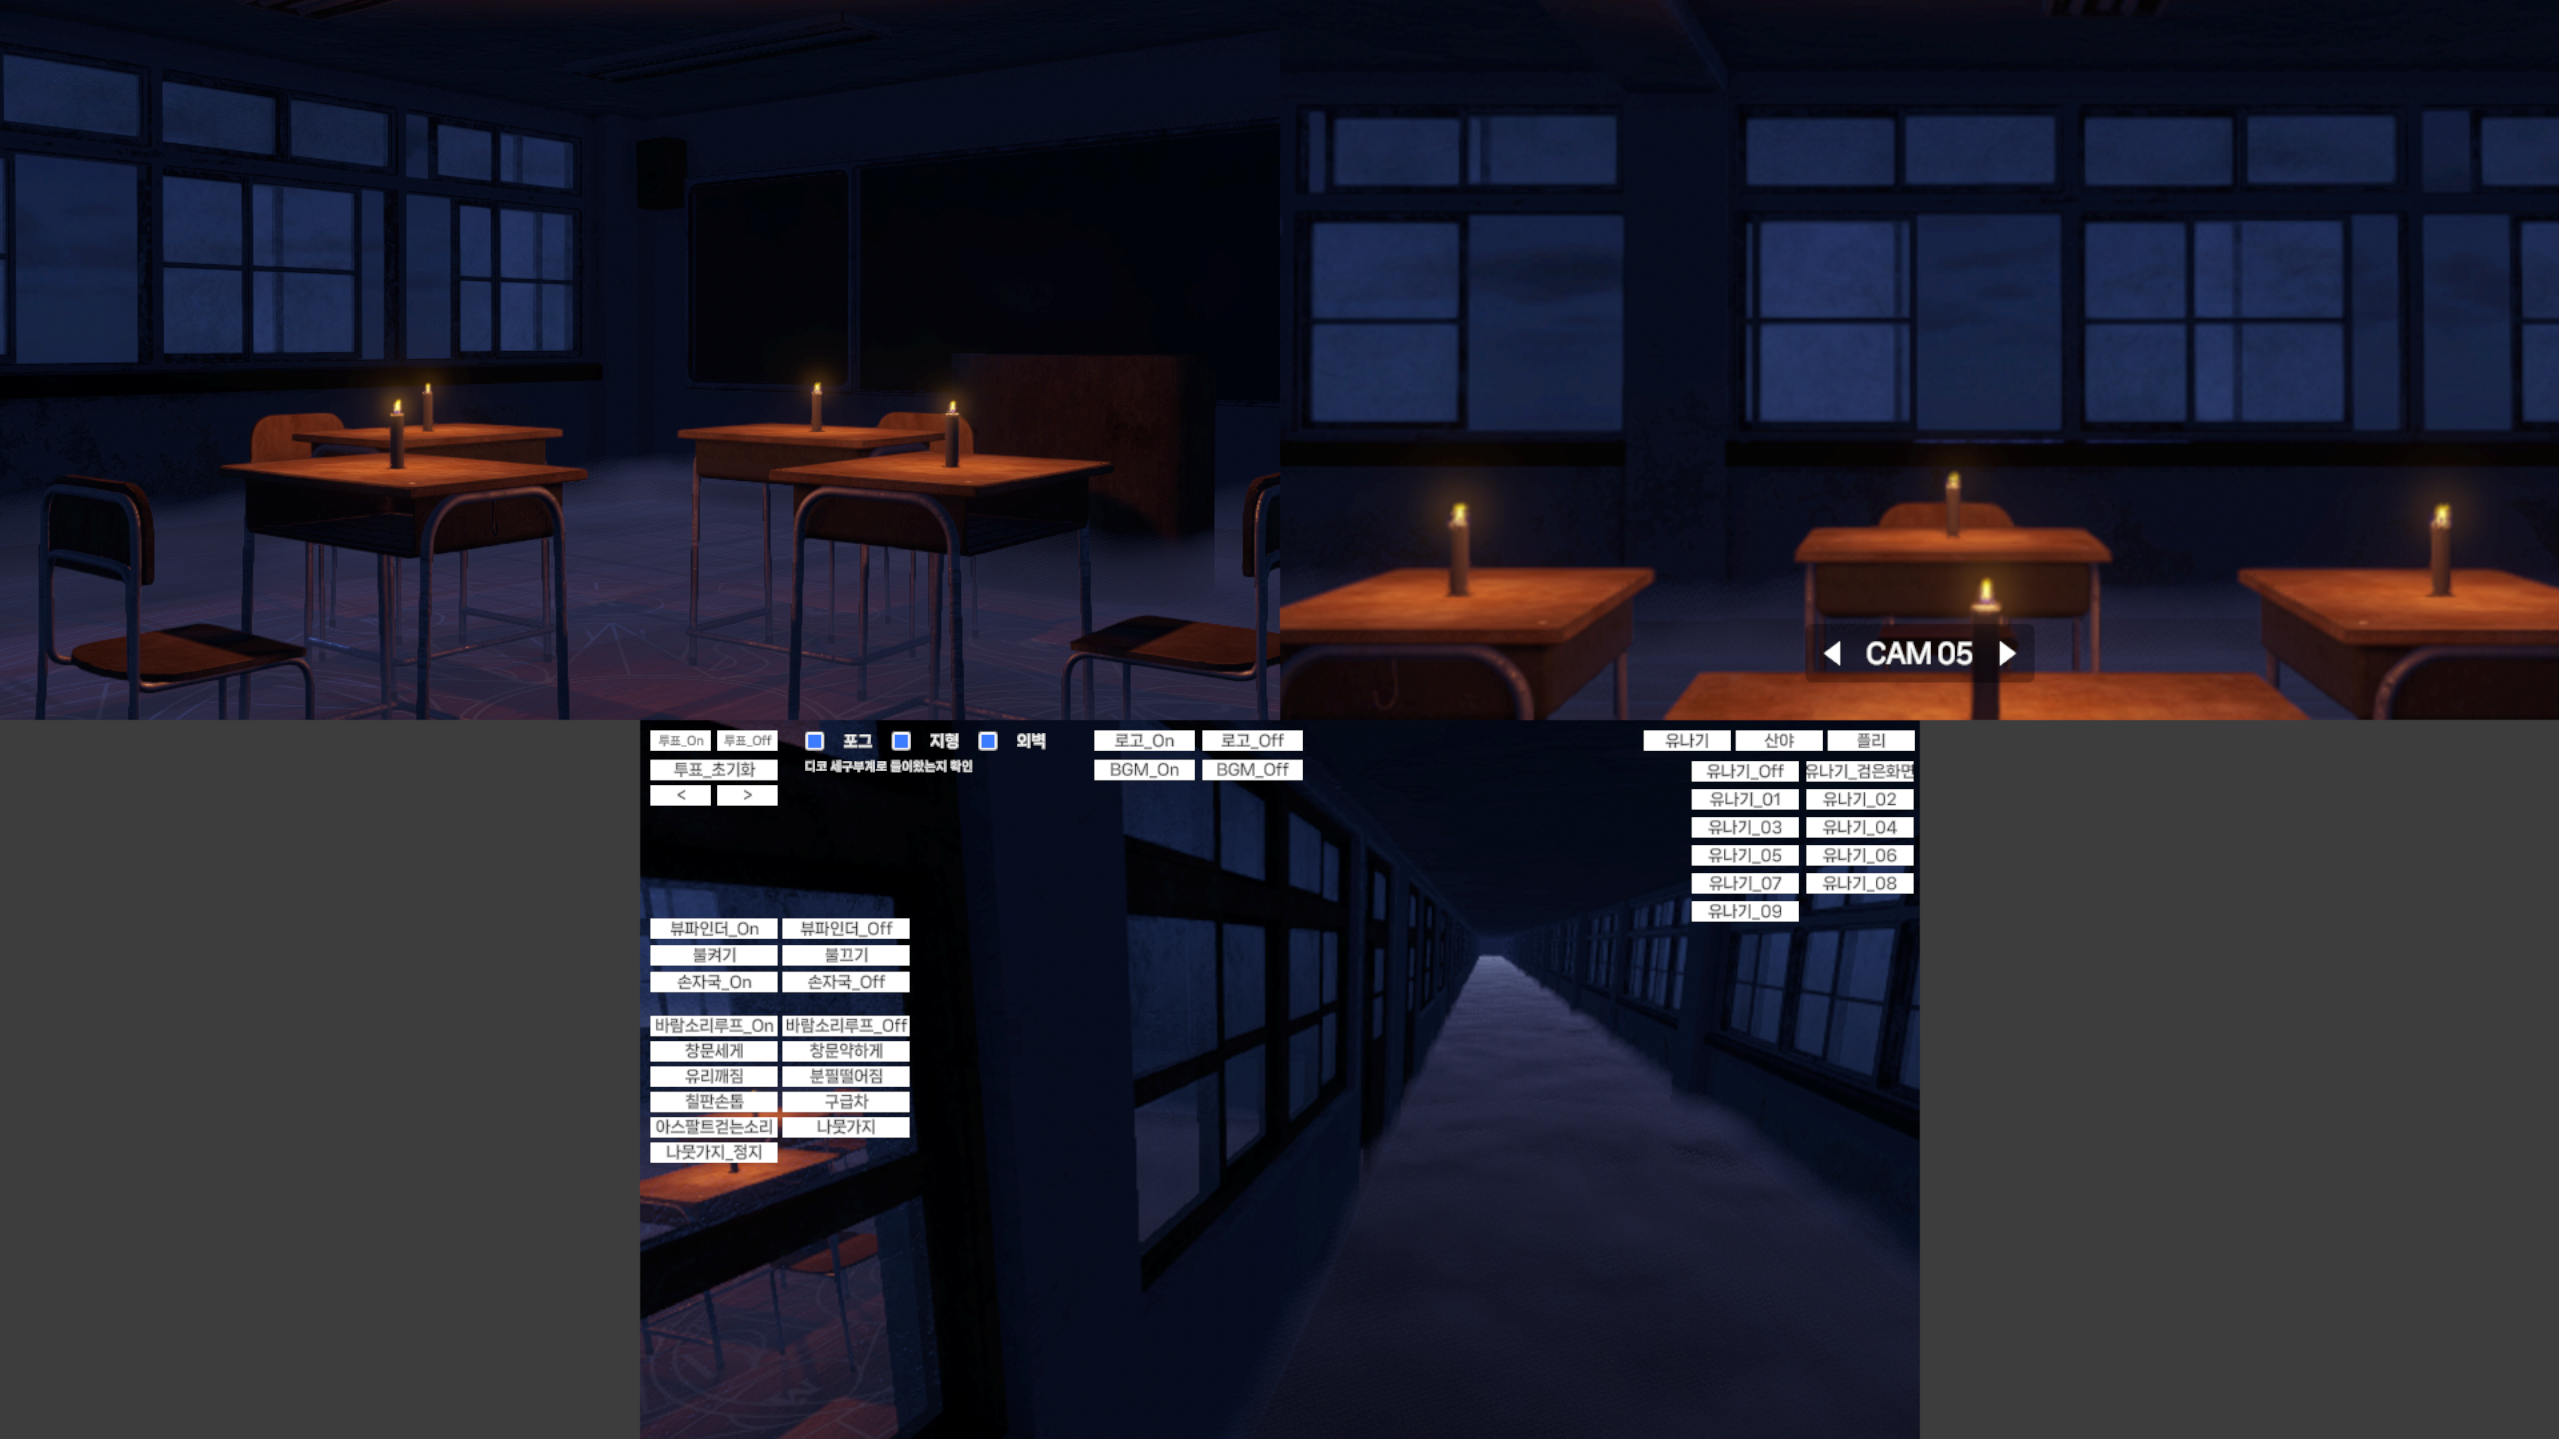 CAM 05
투표_On 투표_Off 포그 지형 외벽 로고_On 로고_Off 유나기 산야 플리
투표_초기화 디코 세구부계로 들어왔는지 확인 BGM_On BGM_Off 유나기_Off 유나기_검은화면
< >
유나기_01 유나기_02
유나기_03 유나기_04
유나기_05 유나기_06
유나기_07 유나기_08
유나기_09
뷰파인더_On 뷰파인더_Off
불켜기 불끄기
손자국_On 손자국_Off
바람소리루프_On 바람소리루프_Off
창문세게 창문약하게
유리깨짐 분필떨어짐
칠판손톱 구급차
아스팔트걷는소리 나뭇가지
나뭇가지_정지